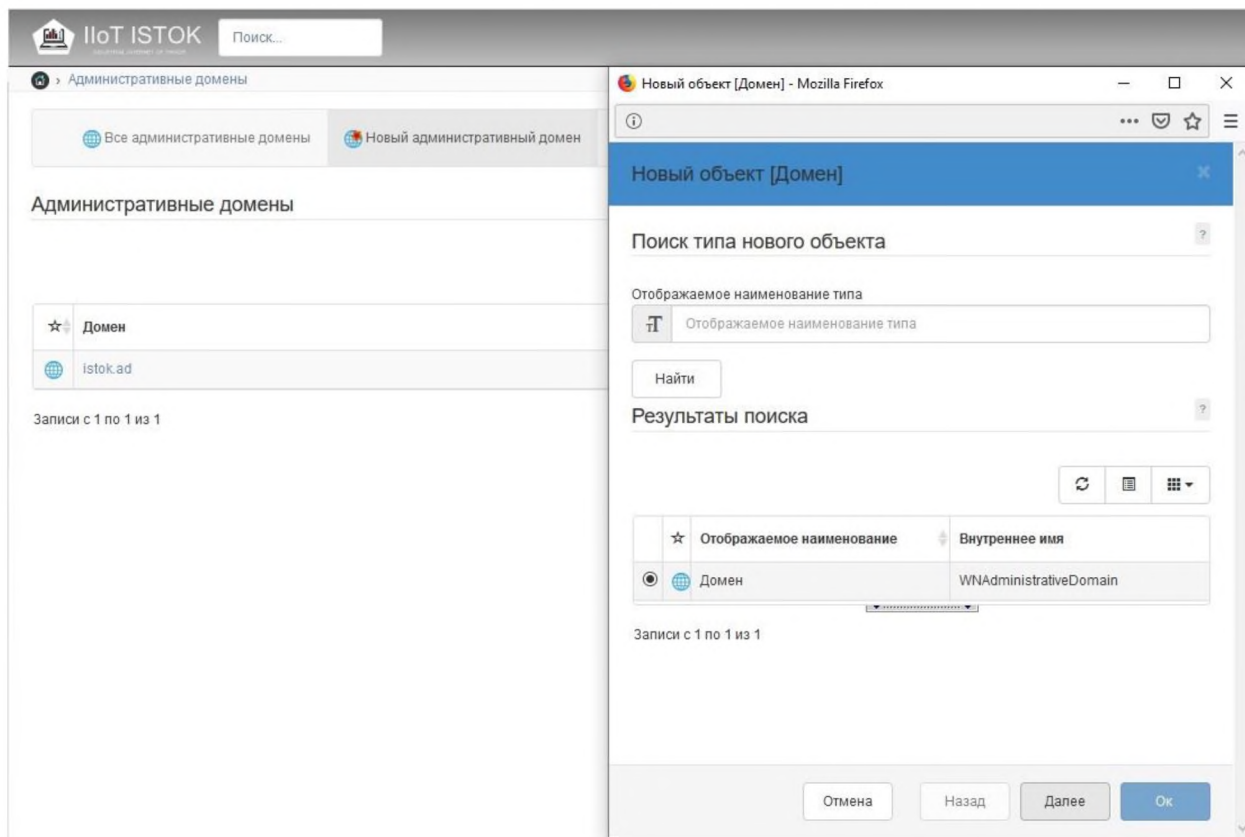 IIoT ISTOK
Поиск...
Административные домены
Все административные домены
Новый административный домен
Административные домены
Домен
istok.ad
Записи с 1 по 1 из 1
Новый объект [Домен] - Mozilla Firefox
Новый объект [Домен]
Поиск типа нового объекта
?
Отображаемое наименование типа
Отображаемое наименование типа
Найти
Результаты поиска
?
Отображаемое наименование Внутреннее имя
Домен WNAdministrativeDomain
Записи с 1 по 1 из 1
Отмена Назад Далее Ок